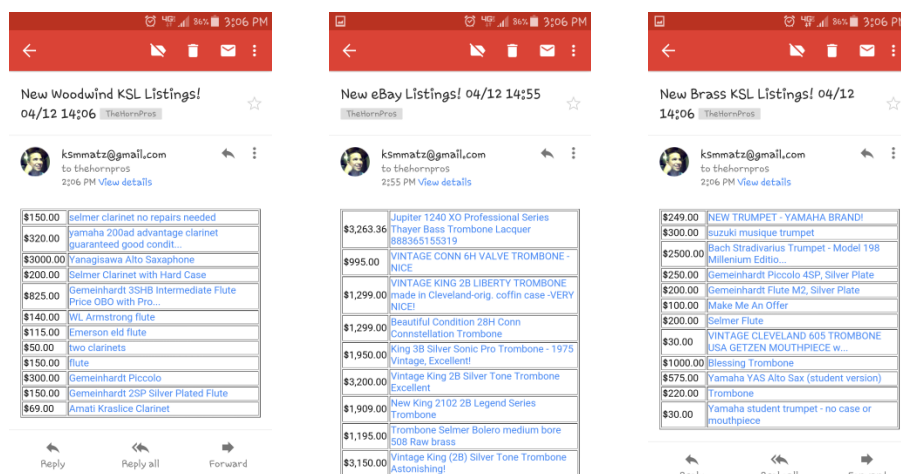 4G 86% 3:06 PM
New Woodwind KSL Listings!
04/12 14:06 TheHornPros
ksmmatz@gmail.com
to thehornpros
2:06 PM View details
$150.00 selmer clarinet no repairs needed
$320.00 yamaha 200ad advantage clarinet
guaranteed good condit...
$3000.00 Yanagisawa Alto Saxaphone
$200.00 Selmer Clarinet with Hard Case
$825.00 Gemeinhardt 3SHB Intermediate Flute
Price OBO with Pro...
$140.00 WL Armstrong flute
$115.00 Emerson eld flute
$50.00 two clarinets
$150.00 flute
$300.00 Gemeinhardt Piccolo
$150.00 Gemeinhardt 2SP Silver Plated Flute
$69.00 Amati Kraslice Clarinet
Reply Reply all Forward
4G 86% 3:06 PM
New eBay Listings! 04/12 14:55
TheHornPros
ksmmatz@gmail.com
to thehornpros
2:55 PM View details
$3,263.36 Jupiter 1240 XO Professional Series
Thayer Bass Trombone Lacquer
888365155319
$995.00 VINTAGE CONN 6H VALVE TROMBONE -
NICE
$1,299.00 VINTAGE KING 2B LIBERTY TROMBONE
made in Cleveland-orig. coffin case -VERY
NICE!
$1,299.00 Beautiful Condition 28H Conn
Connstellation Trombone
$1,950.00 King 3B Silver Sonic Pro Trombone - 1975
Vintage, Excellent!
$3,200.00 Vintage King 2B Silver Tone Trombone
Excellent
$1,909.00 New King 2102 2B Legend Series
Trombone
$1,195.00 Trombone Selmer Bolero medium bore
508 Raw brass
$3,150.00 Vintage King (2B) Silver Tone Trombone
Astonishing!
4G 86% 3:06 PM
New Brass KSL Listings! 04/12
14:06 TheHornPros
ksmmatz@gmail.com
to thehornpros
2:06 PM View details
$249.00 NEW TRUMPET - YAMAHA BRAND!
$300.00 suzuki musique trumpet
$2500.00 Bach Stradivarius Trumpet - Model 198
Millenium Editio...
$250.00 Gemeinhardt Piccolo 4SP, Silver Plate
$200.00 Gemeinhardt Flute M2, Silver Plate
$100.00 Make Me An Offer
$200.00 Selmer Flute
$30.00 VINTAGE CLEVELAND 605 TROMBONE
USA GETZEN MOUTHPIECE w...
$1000.00 Blessing Trombone
$575.00 Yamaha YAS Alto Sax (student version)
$220.00 Trombone
$30.00 Yamaha student trumpet - no case or
mouthpiece